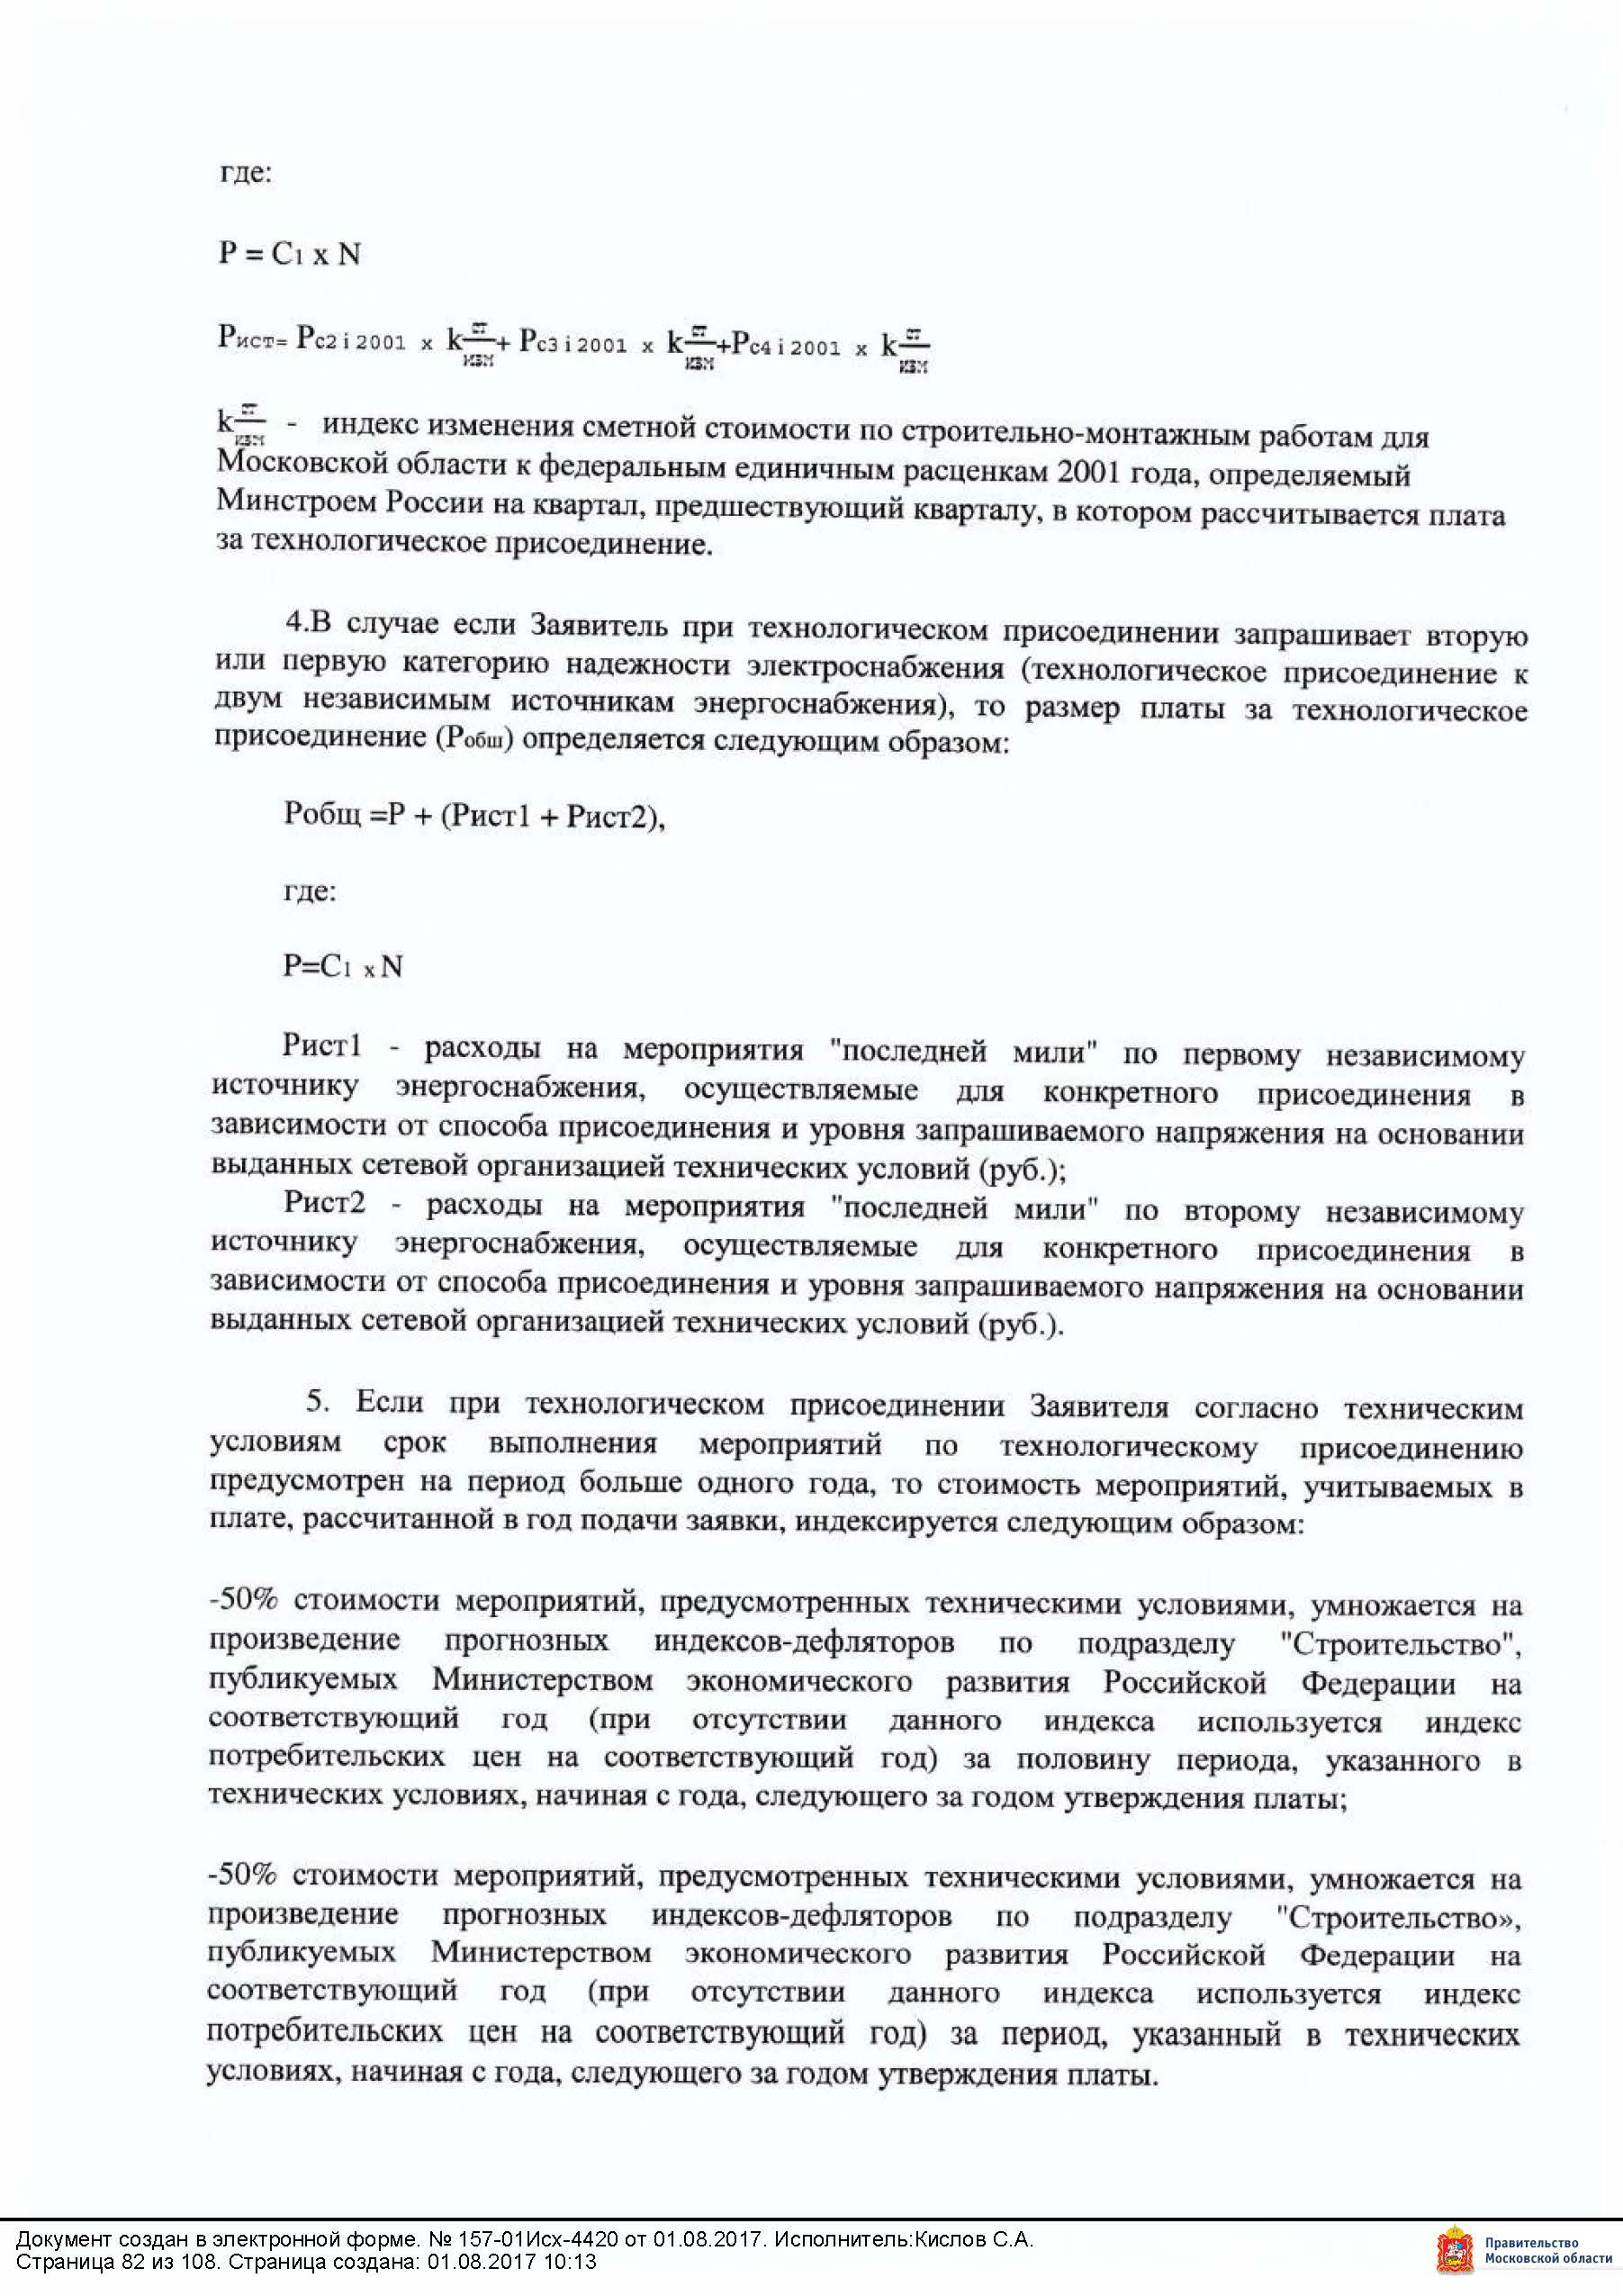 где:
P = C1 x N
Рист= Рс2 i 2001 x k ст изм + Рс3 i 2001 x k ст изм +Рс4 i 2001 x k ст изм
k ст изм - индекс изменения сметной стоимости по строительно-монтажным работам для
Московской области к федеральным единичным расценкам 2001 года, определяемый
Минстроем России на квартал, предшествующий кварталу, в котором рассчитывается плата
за технологическое присоединение.
4.В случае если Заявитель при технологическом присоединении запрашивает вторую
или первую категорию надежности электроснабжения (технологическое присоединение к
двум независимым источникам энергоснабжения), то размер платы за технологическое
присоединение (Робщ) определяется следующим образом:
Робщ =Р + (Рист1 + Рист2),
где:
P=C1 x N
Рист1 - расходы на мероприятия "последней мили" по первому независимому
источнику энергоснабжения, осуществляемые для конкретного присоединения в
зависимости от способа присоединения и уровня запрашиваемого напряжения на основании
выданных сетевой организацией технических условий (руб.);
Рист2 - расходы на мероприятия "последней мили" по второму независимому
источнику энергоснабжения, осуществляемые для конкретного присоединения в
зависимости от способа присоединения и уровня запрашиваемого напряжения на основании
выданных сетевой организацией технических условий (руб.).
5. Если при технологическом присоединении Заявителя согласно техническим
условиям срок выполнения мероприятий по технологическому присоединению
предусмотрен на период больше одного года, то стоимость мероприятий, учитываемых в
плате, рассчитанной в год подачи заявки, индексируется следующим образом:
-50% стоимости мероприятий, предусмотренных техническими условиями, умножается на
произведение прогнозных индексов-дефляторов по подразделу "Строительство",
публикуемых Министерством экономического развития Российской Федерации на
соответствующий год (при отсутствии данного индекса используется индекс
потребительских цен на соответствующий год) за половину периода, указанного в
технических условиях, начиная с года, следующего за годом утверждения платы;
-50% стоимости мероприятий, предусмотренных техническими условиями, умножается на
произведение прогнозных индексов-дефляторов по подразделу "Строительство»,
публикуемых Министерством экономического развития Российской Федерации на
соответствующий год (при отсутствии данного индекса используется индекс
потребительских цен на соответствующий год) за период, указанный в технических
условиях, начиная с года, следующего за годом утверждения платы.
Документ создан в электронной форме. № 157-01Исх-4420 от 01.08.2017. Исполнитель:Кислов С.А.
Страница 82 из 108. Страница создана: 01.08.2017 10:13
Правительство
Московской области